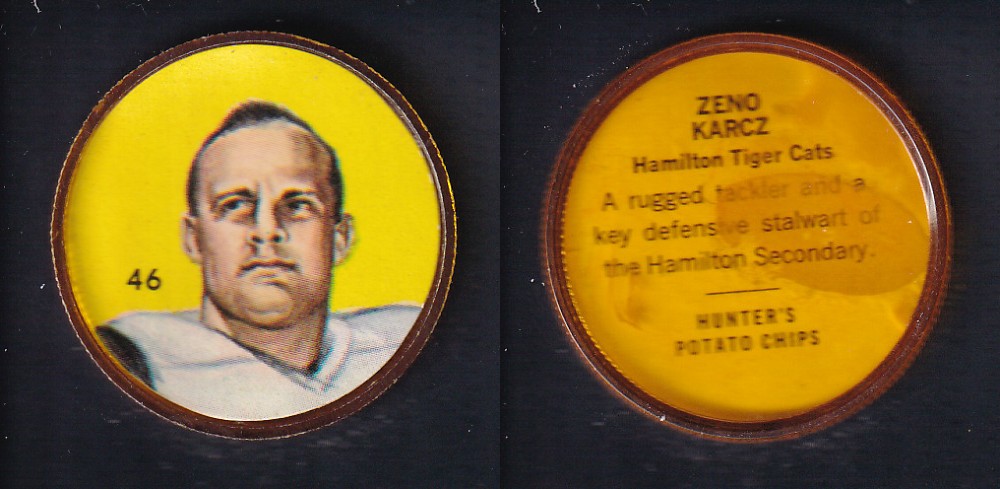 46
ZENO
KARCZ
Hamilton Tiger Cats
A rugged tackler and a
key defensive stalwart of
the Hamilton Secondary.
HUNTER'S
POTATO CHIPS